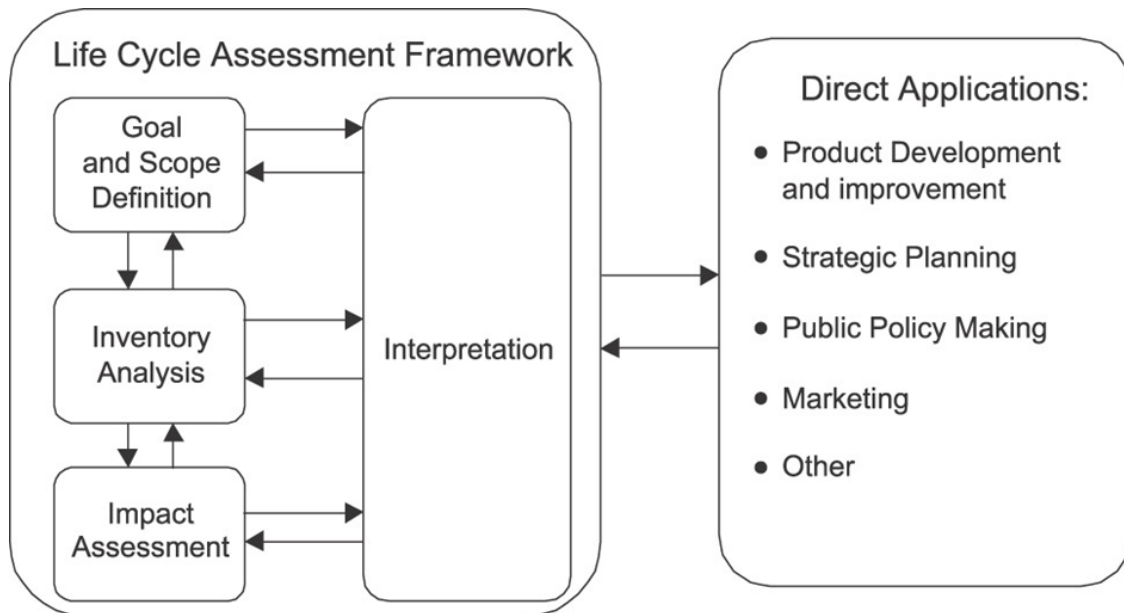 Life Cycle Assessment Framework
Goal
and Scope
Definition
Inventory
Analysis
Impact
Assessment
Interpretation
Direct Applications:
• Product Development
and improvement
• Strategic Planning
• Public Policy Making
• Marketing
• Other